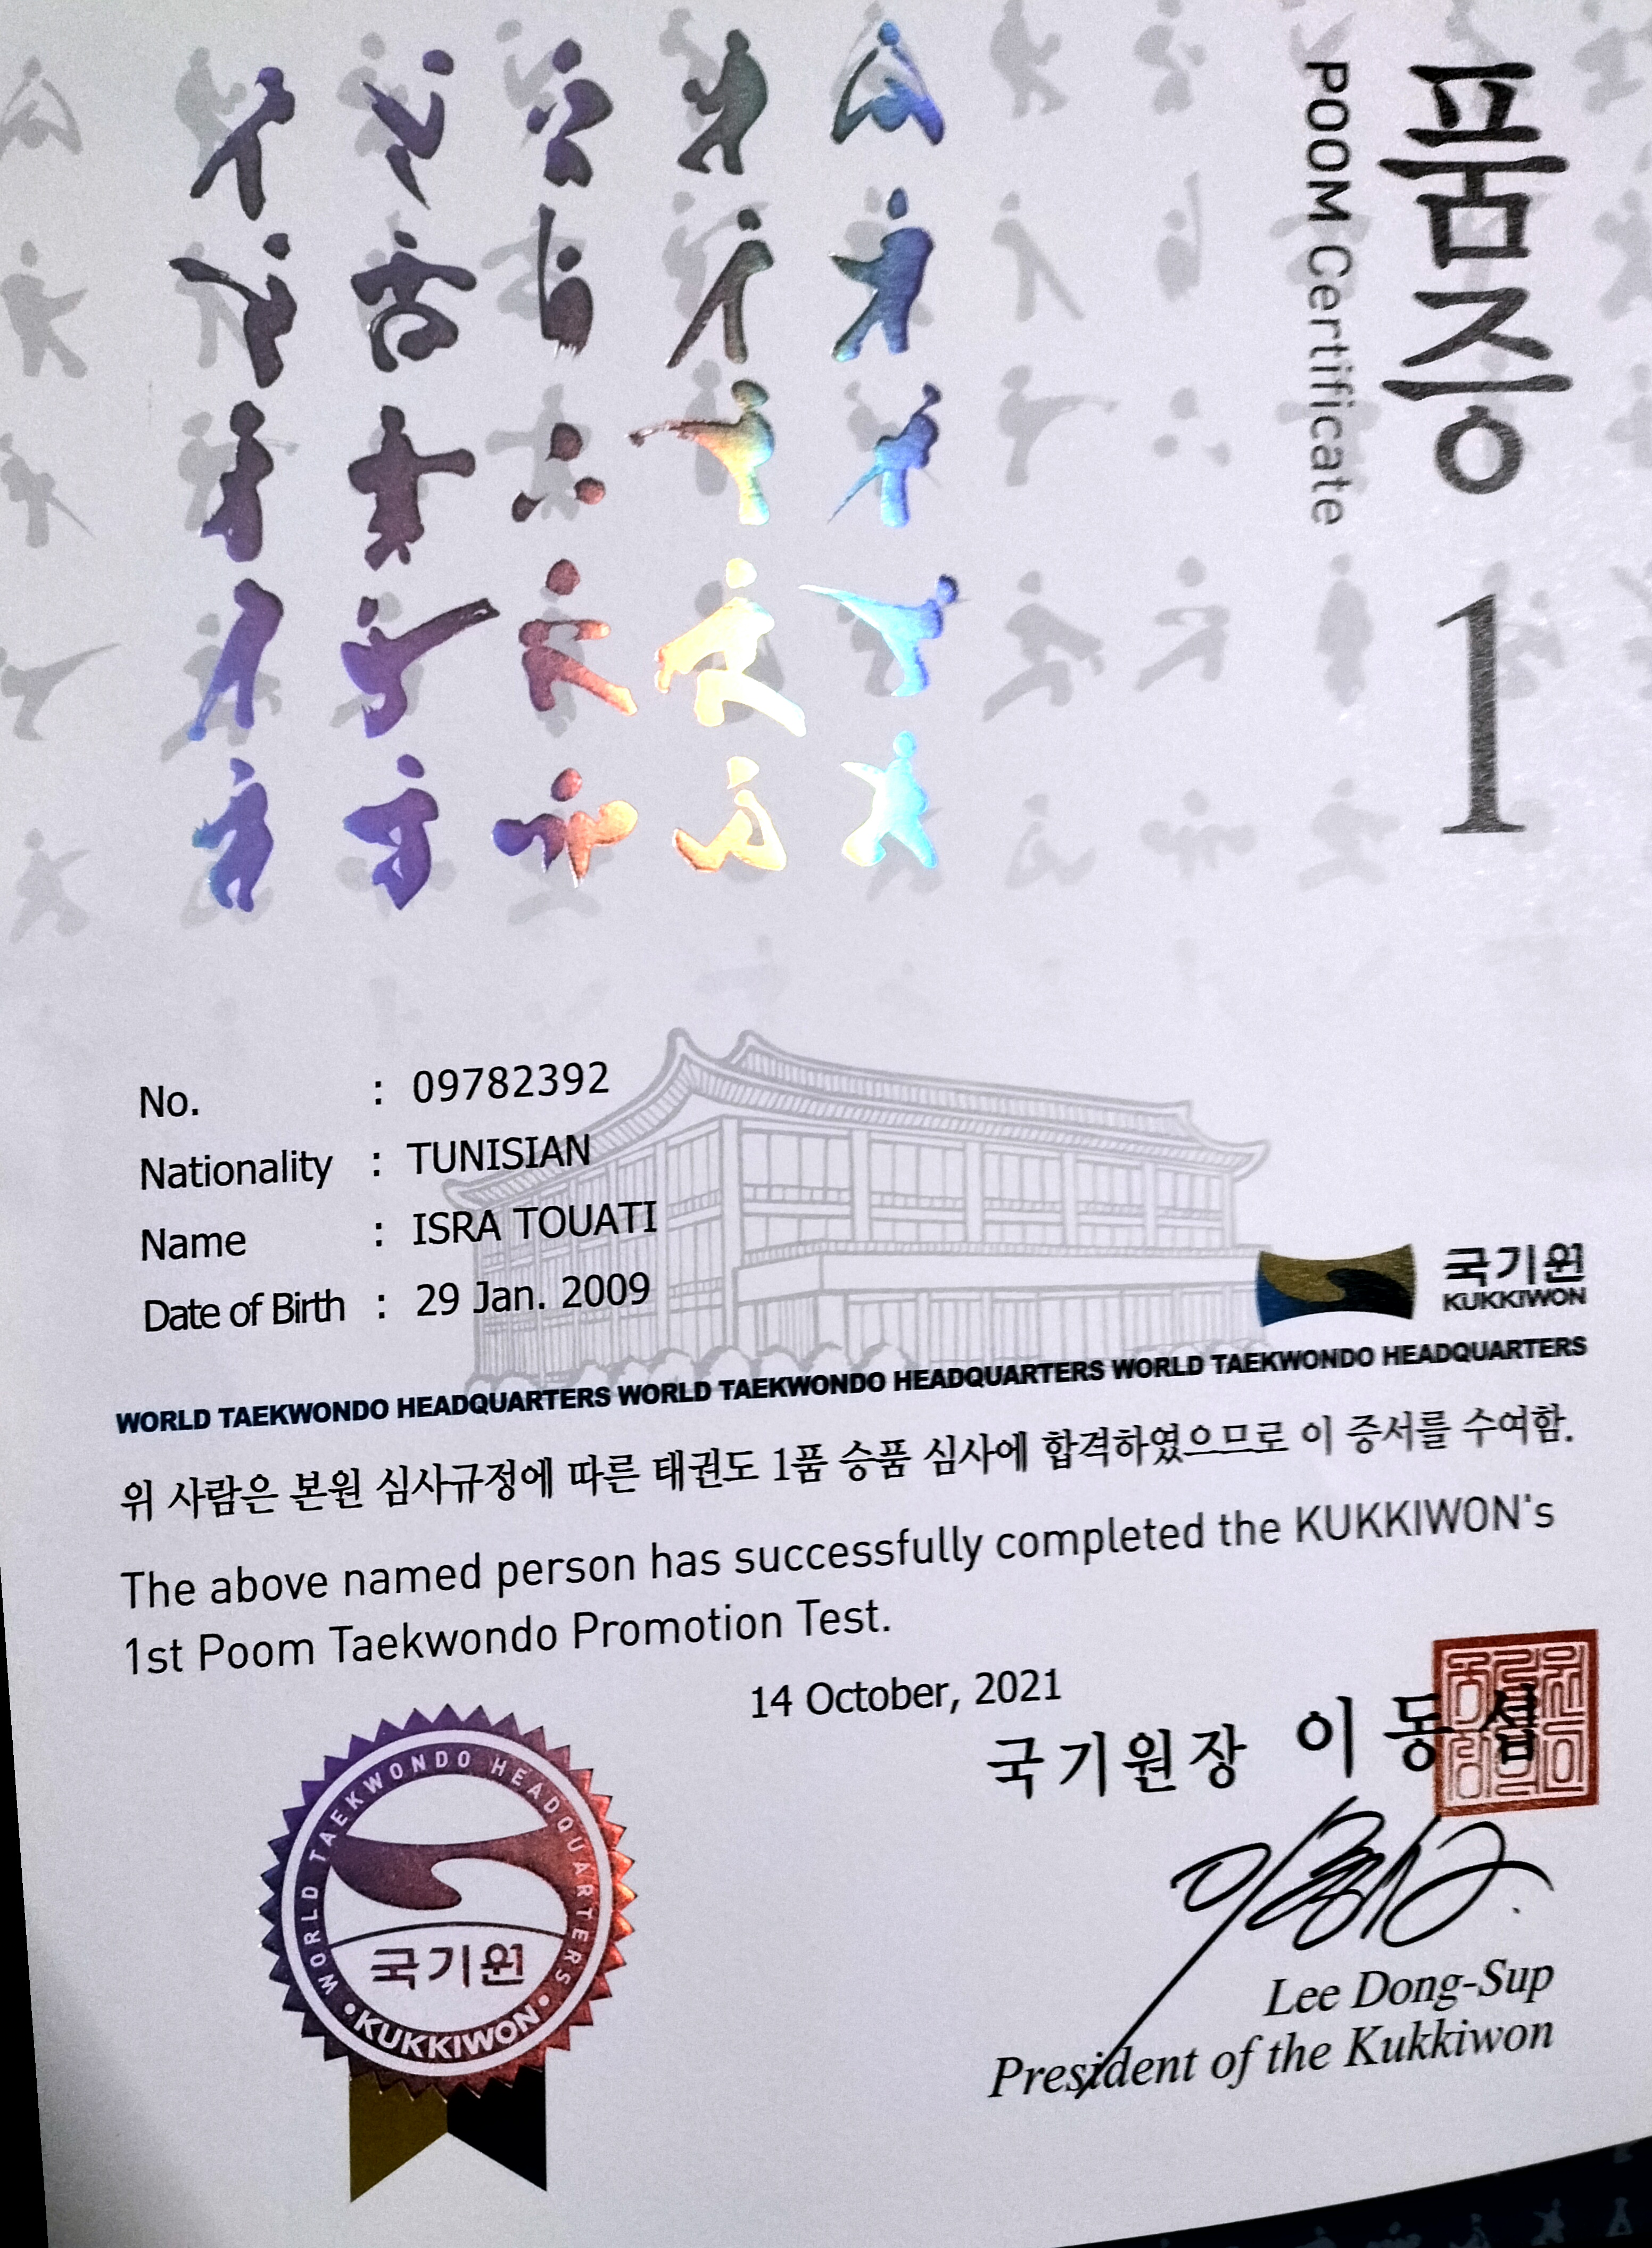 품증 1
POOM Certificate
No. : 09782392
Nationality : TUNISIAN
Name : ISRA TOUATI
Date of Birth : 29 Jan. 2009
국기원
KUKKIWON
WORLD TAEKWONDO HEADQUARTERS WORLD TAEKWONDO HEADQUARTERS WORLD TAEKWONDO HEADQUARTERS
위 사람은 본원 심사규정에 따른 태권도 1품 승품 심사에 합격하였으므로 이 증서를 수여함.
The above named person has successfully completed the KUKKIWON's
1st Poom Taekwondo Promotion Test.
14 October, 2021
국기원장 이동섭
Lee Dong-Sup
President of the Kukkiwon
WORLD TAEKWONDO HEADQUARTERS
국기원
• KUKKIWON •